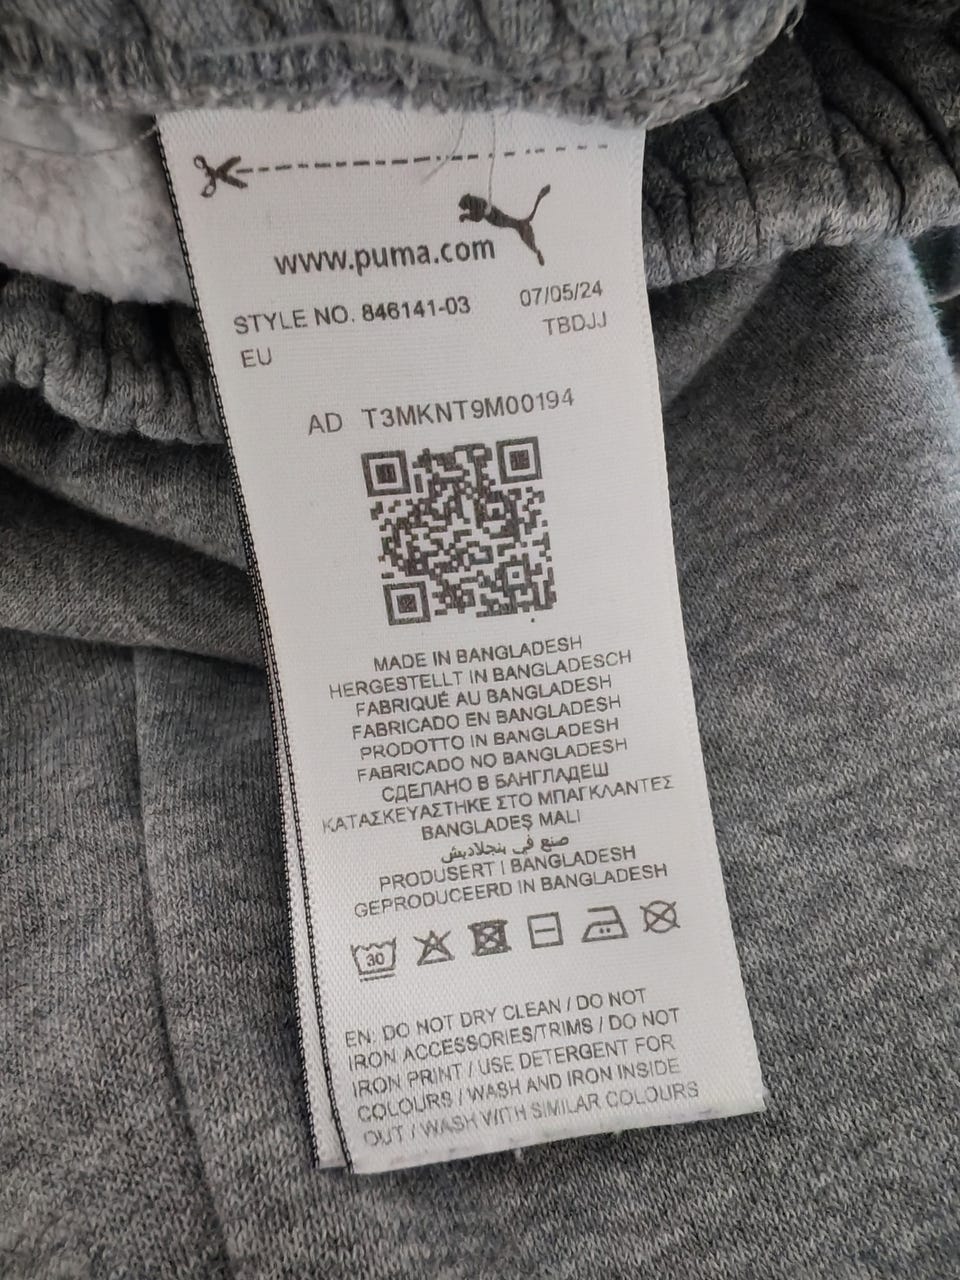 www.puma.com
STYLE NO. 846141-03 07/05/24
EU TBDJJ
AD T3MKNT9M00194
MADE IN BANGLADESH
HERGESTELLT IN BANGLADESCH
FABRIQUÉ AU BANGLADESH
FABRICADO EN BANGLADESH
PRODOTTO IN BANGLADESH
FABRICADO NO BANGLADESH
СДЕЛАНО В БАНГЛАДЕШ
ΚΑΤΑΣΚΕΥΑΣΤΗΚΕ ΣΤΟ ΜΠΑΓΚΛΑΝΤΕΣ
BANGLADEŞ MALI
صنع في بنجلاديش
PRODUSERT I BANGLADESH
GEPRODUCEERD IN BANGLADESH
30
EN: DO NOT DRY CLEAN / DO NOT
IRON ACCESSORIES/TRIMS / DO NOT
IRON PRINT / USE DETERGENT FOR
COLOURS / WASH AND IRON INSIDE
OUT / WASH WITH SIMILAR COLOURS